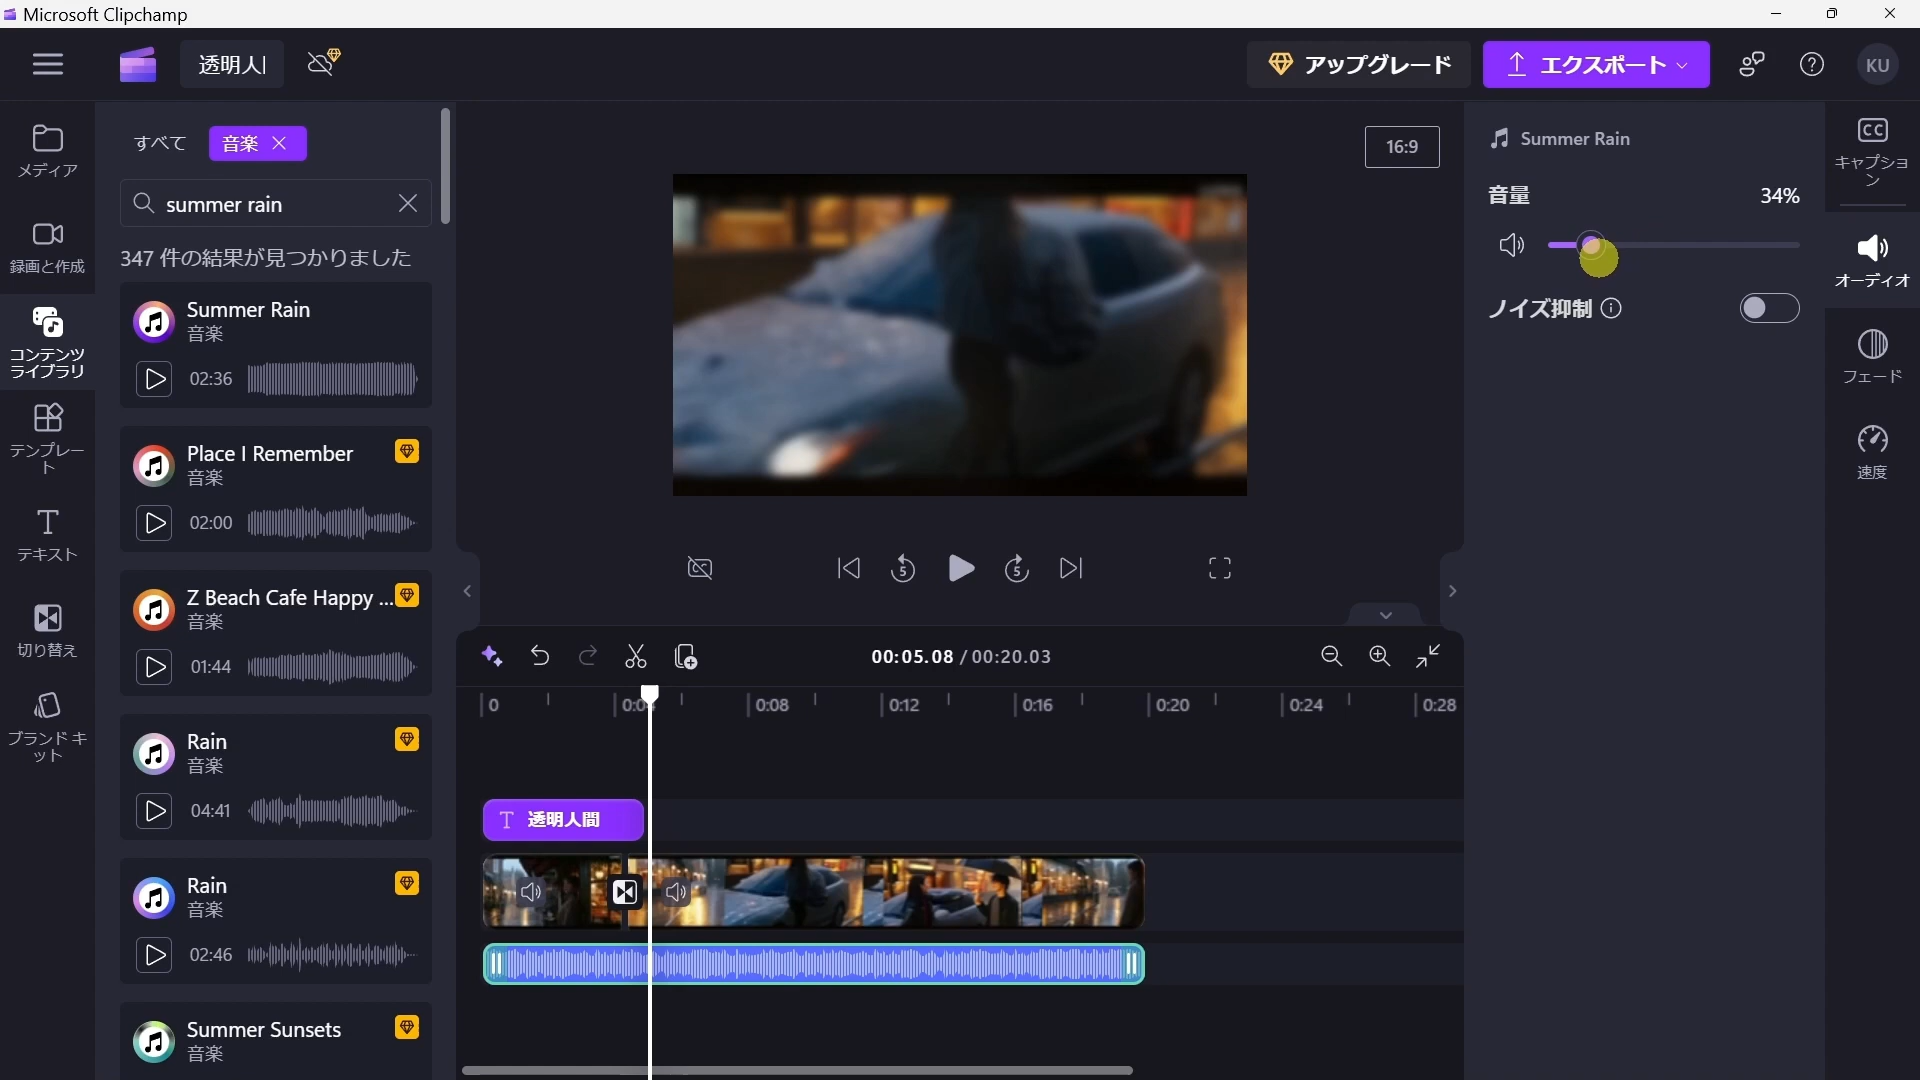 Microsoft Clipchamp
透明人
アップグレード
エクスポート
KU
メディア
録画と作成
コンテンツ
ライブラリ
テンプレー
ト
テキスト
切り替え
ブランド キ
ット
すべて
音楽
summer rain
347 件の結果が見つかりました
Summer Rain
音楽
02:36
Place I Remember
音楽
02:00
Z Beach Cafe Happy ...
音楽
01:44
Rain
音楽
04:41
Rain
音楽
02:46
Summer Sunsets
音楽
16:9
5
5
00:05.08 / 00:20.03
0
0:04
0:08
0:12
0:16
0:20
0:24
0:28
T 透明人間
Summer Rain
音量
34%
ノイズ抑制
CC
キャプショ
ン
オーディオ
フェード
速度